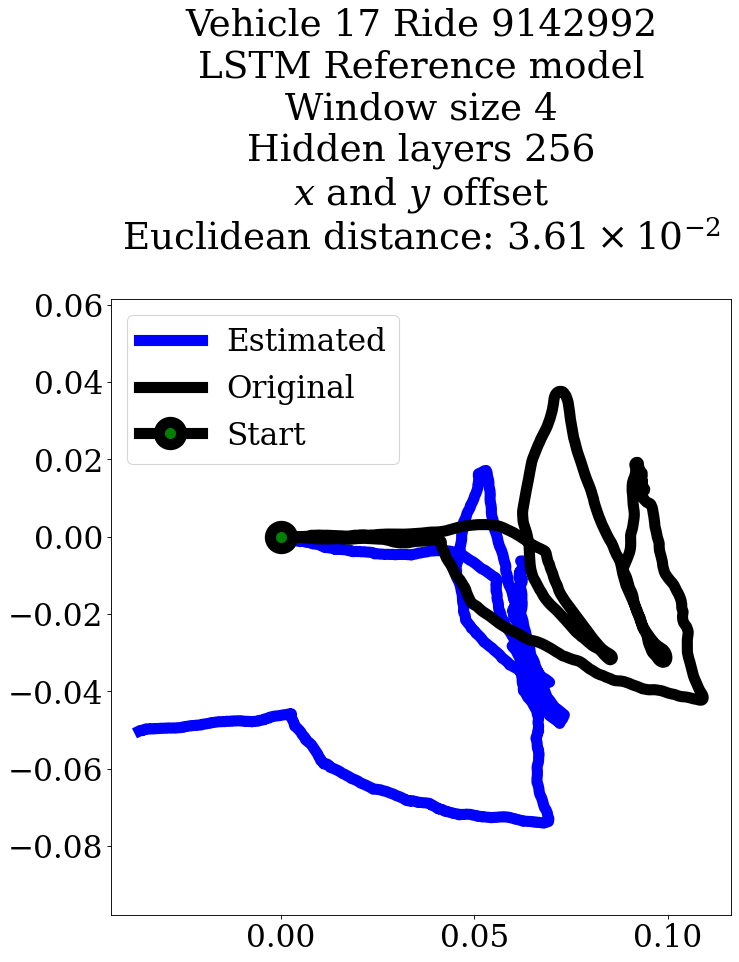 Vehicle 17 Ride 9142992
LSTM Reference model
Window size 4
Hidden layers 256
x and y offset
Euclidean distance: 3.61 × 10⁻²
0.06
Estimated
0.04
Original
0.02
Start
0.00
−0.02
−0.04
−0.06
−0.08
0.00 0.05 0.10